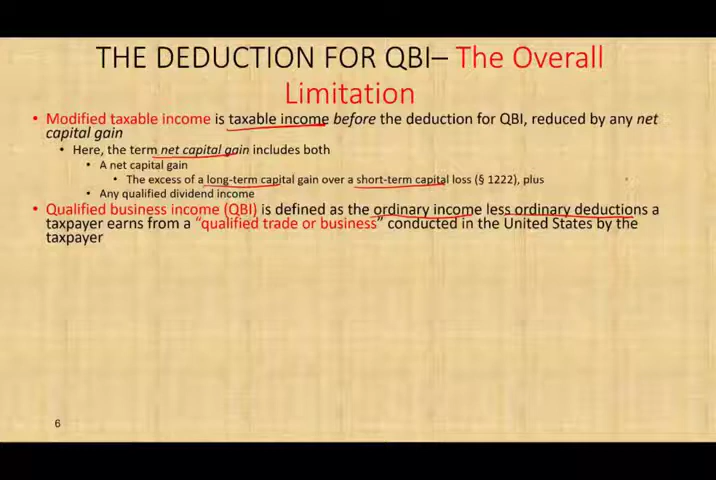 THE DEDUCTION FOR QBI– The Overall
Limitation
• Modified taxable income is taxable income before the deduction for QBI, reduced by any net
capital gain
• Here, the term net capital gain includes both
• A net capital gain
• The excess of a long-term capital gain over a short-term capital loss (§ 1222), plus
• Any qualified dividend income
• Qualified business income (QBI) is defined as the ordinary income less ordinary deductions a
taxpayer earns from a “qualified trade or business” conducted in the United States by the
taxpayer
6